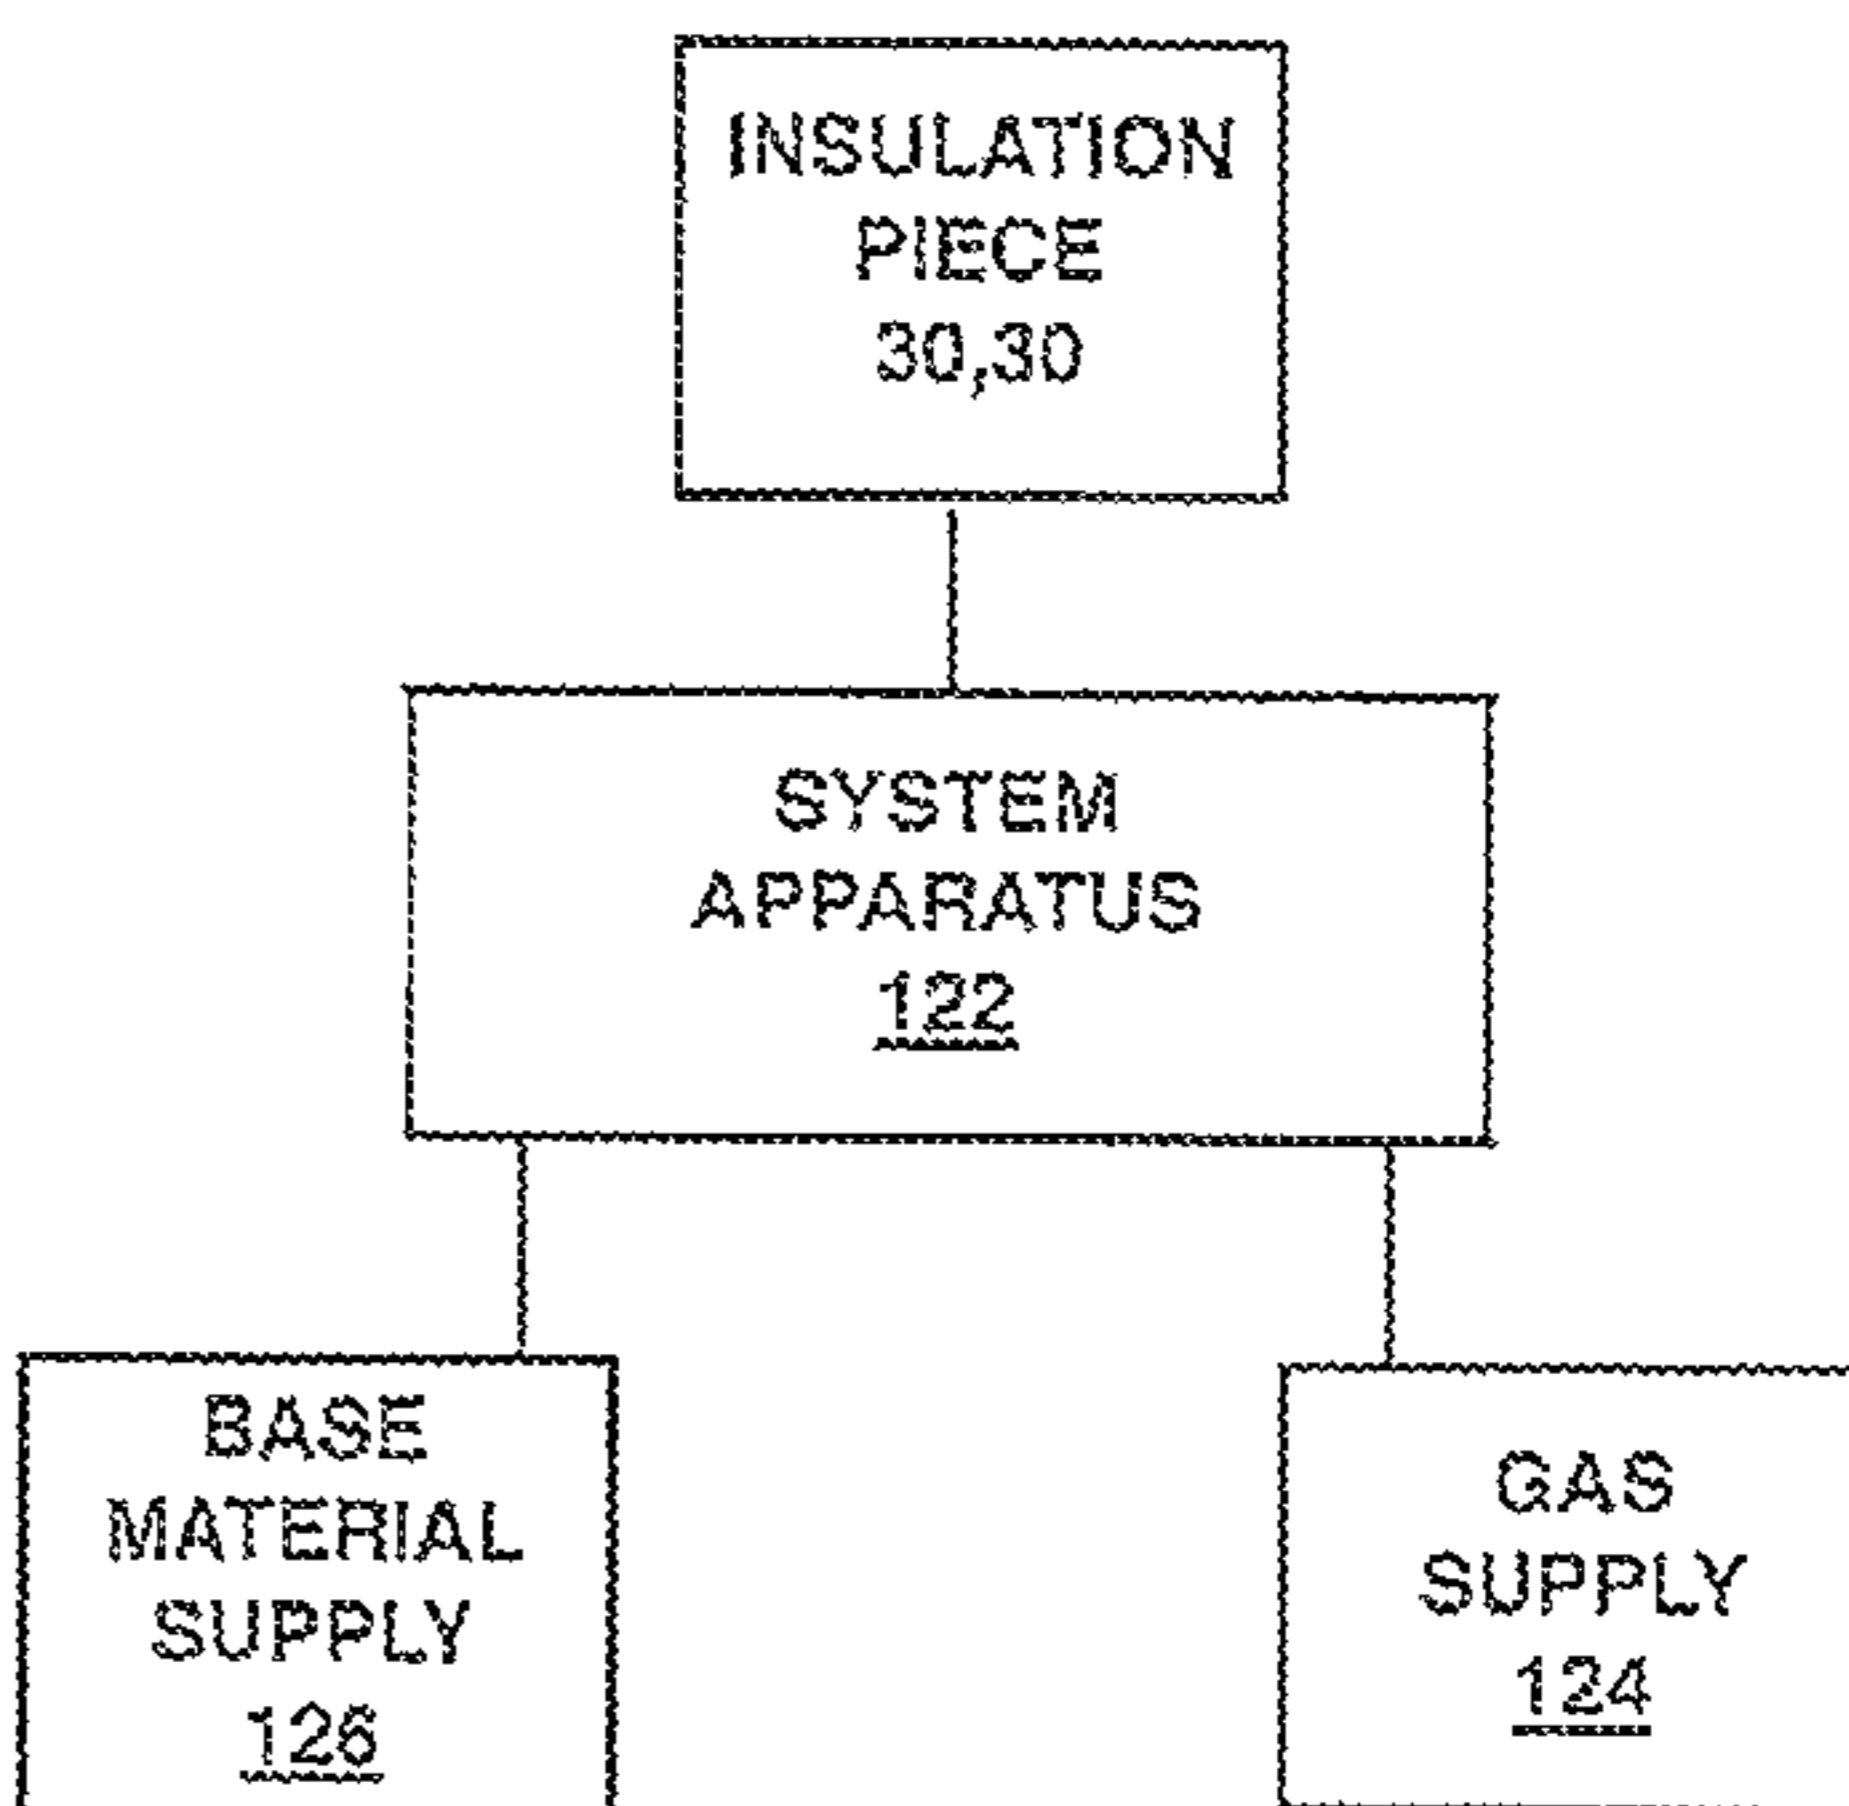 INSULATION
PIECE
30,30
SYSTEM
APPARATUS
122
BASE
MATERIAL
SUPPLY
126
GAS
SUPPLY
124